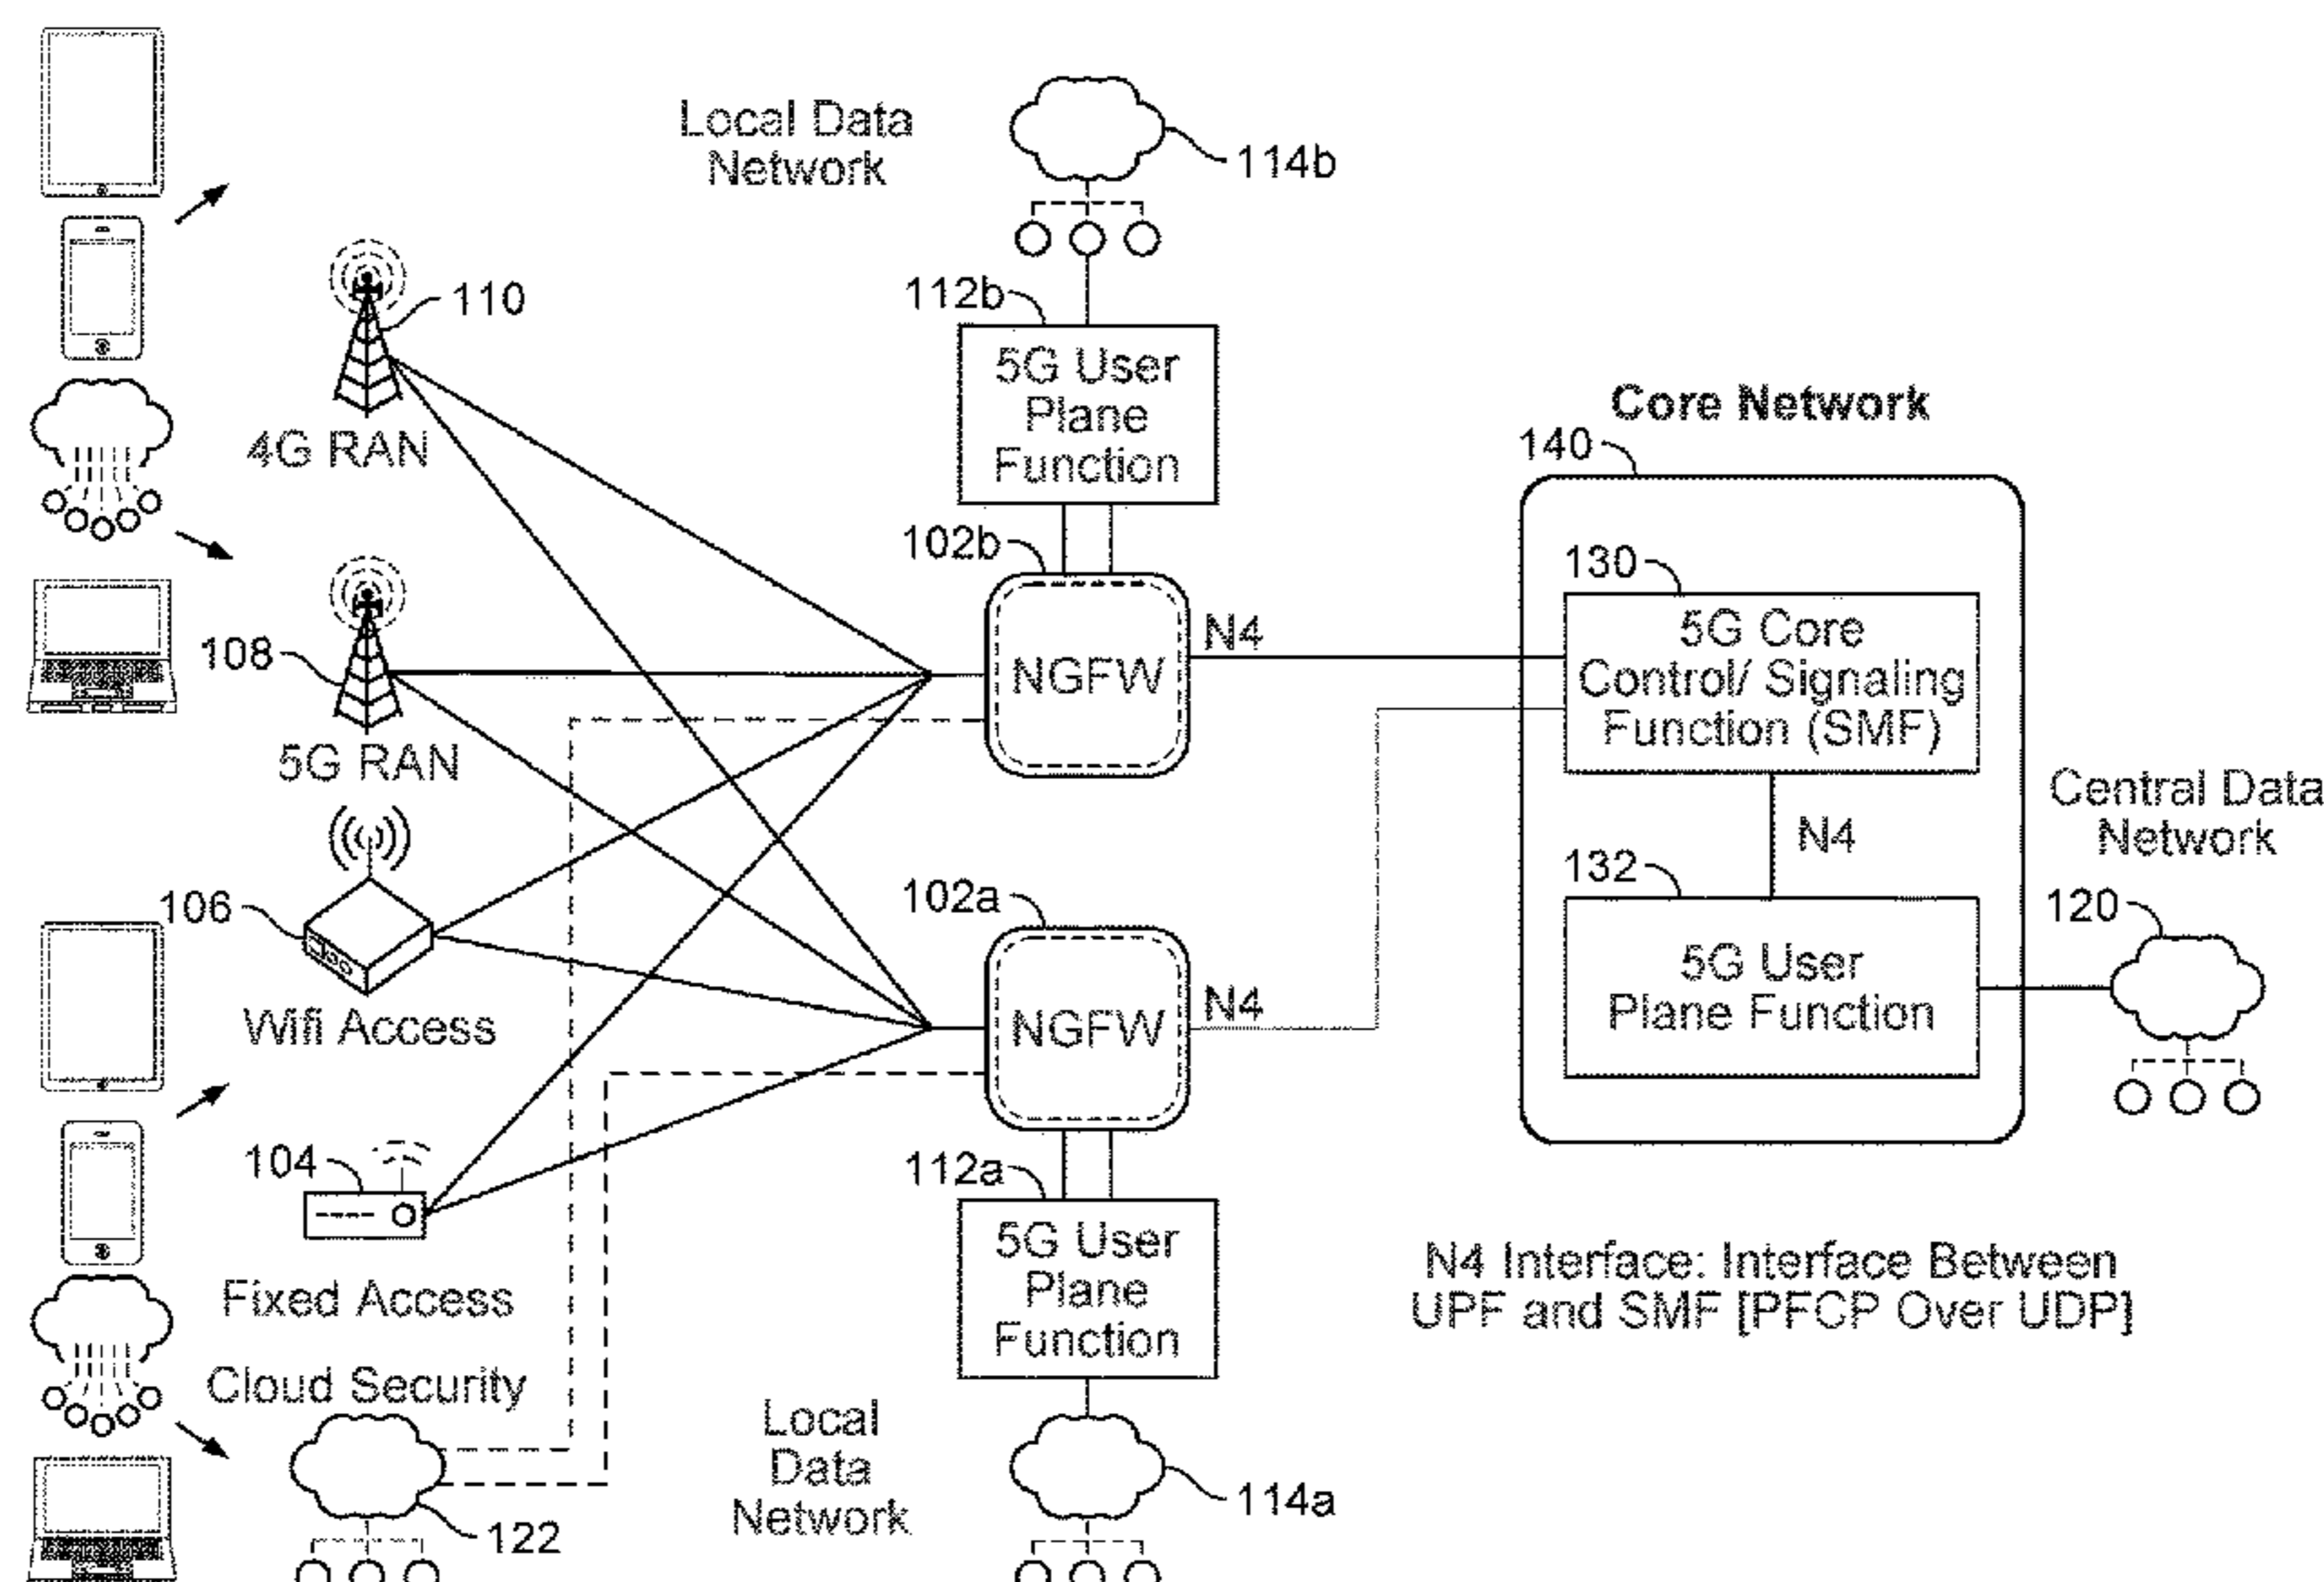 Local Data
Network
114b
110
4G RAN
112b
5G User
Plane
Function
Core Network
140
102b
NGFW
N4
130
5G Core
Control/ Signaling
Function (SMF)
108
5G RAN
N4
132
5G User
Plane Function
Central Data
Network
120
106
Wifi Access
102a
NGFW
N4
104
Fixed Access
112a
5G User
Plane
Function
N4 Interface: Interface Between
UPF and SMF [PFCP Over UDP]
Cloud Security
122
Local
Data
Network
114a